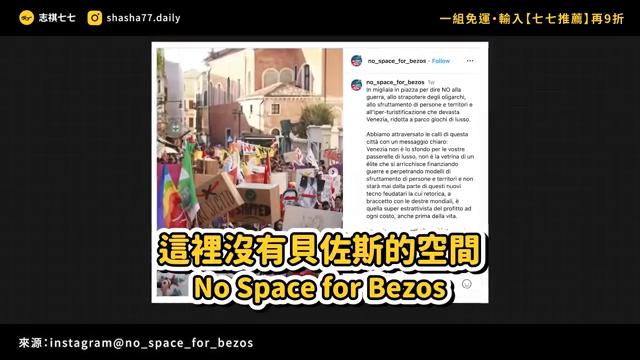 志祺七七
shasha77.daily
一組免運・輸入【七七推薦】再9折
no_space_for_bezos • Follow
no_space_for_bezos 1w
In migliaia in piazza per dire NO alla
guerra, allo strapotere degli oligarchi,
allo sfruttamento di persone e territori e
all'iper-turistificazione che devasta
Venezia, ridotta a parco giochi di lusso.
Abbiamo attraversato le calli di questa
città con un messaggio chiaro:
Venezia non è lo sfondo per le vostre
passerelle di lusso, non è la vetrina di un
élite che si arricchisce finanziando
guerre e perpetrando modelli di
sfruttamento di persone e territori e non
starà mai dalla parte di questi nuovi
tecno feudatari la cui retorica, a
braccetto con le destre mondiali, è
quella super estrattivista del profitto ad
ogni costo, anche prima della vita.
這裡沒有貝佐斯的空間
No Space for Bezos
來源：instagram@no_space_for_bezos